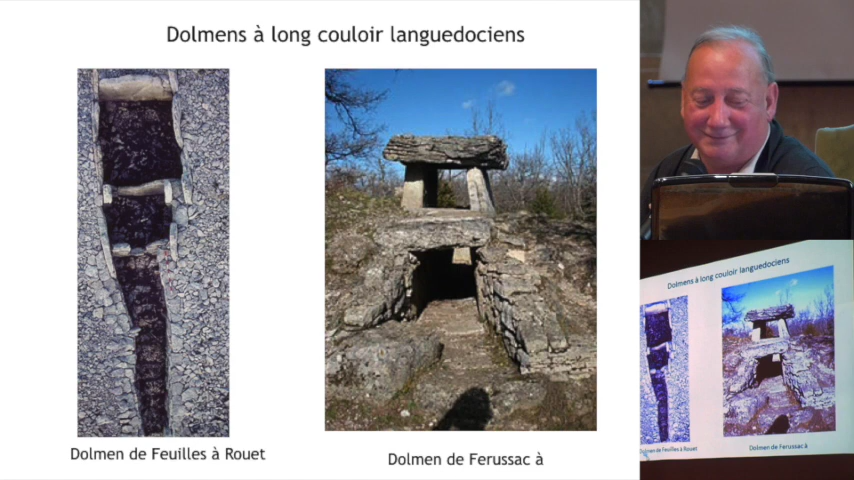 Dolmens à long couloir languedociens
Dolmen de Feuilles à Rouet
Dolmen de Ferussac à
Dolmens à long couloir languedociens
Dolmen de Feuilles à Rouet
Dolmen de Ferussac à